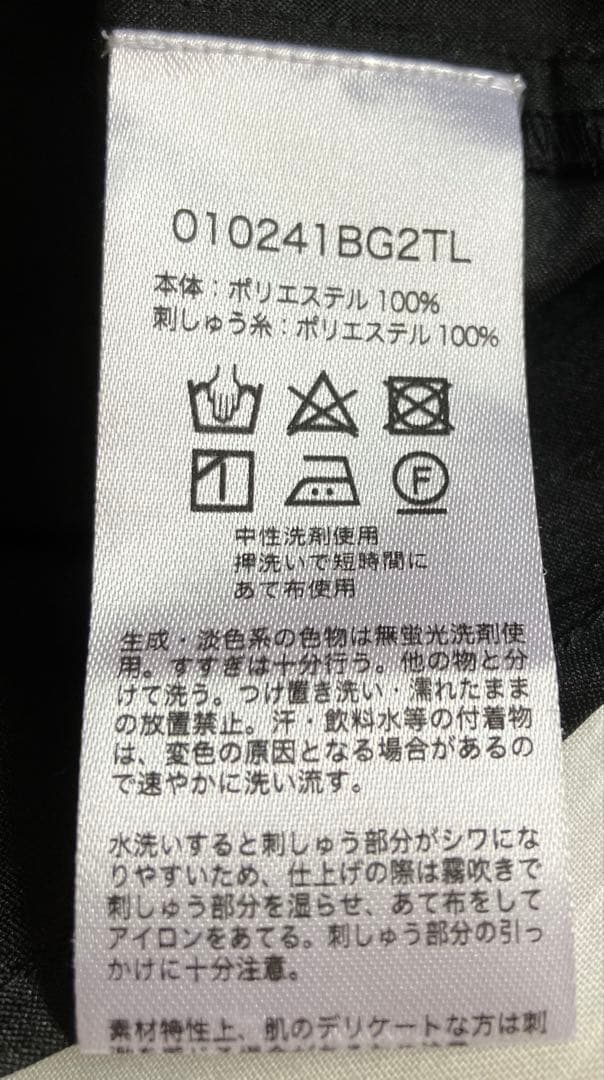 010241BG2TL
本体：ポリエステル 100%
刺しゅう糸：ポリエステル 100%
F
中性洗剤使用
押洗いで短時間に
あて布使用
生成・淡色系の色物は無蛍光洗剤使
用。すすぎは十分行う。他の物と分
けて洗う。つけ置き洗い・濡れたまま
の放置禁止。汗・飲料水等の付着物
は、変色の原因となる場合があるの
で速やかに洗い流す。
水洗いすると刺しゅう部分がシワにな
りやすいため、仕上げの際は霧吹きで
刺しゅう部分を湿らせ、あて布をして
アイロンをあてる。刺しゅう部分の引っ
かけに十分注意。
素材特性上、肌のデリケートな方は刺